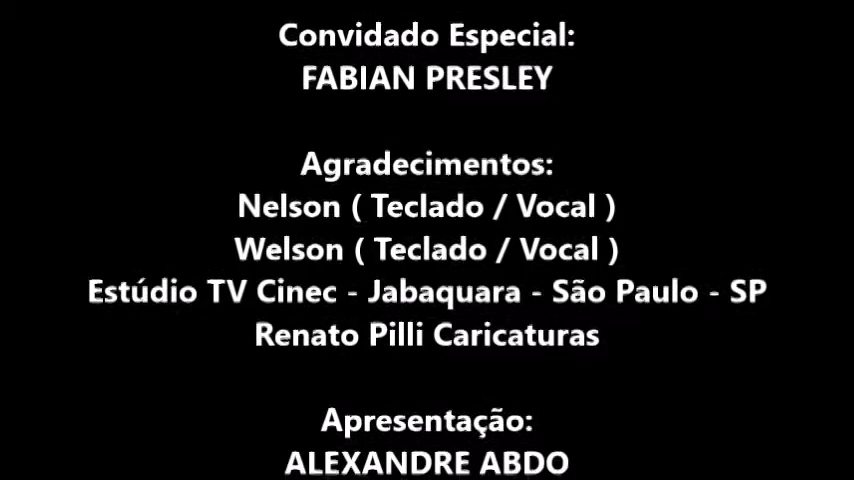 Convidado Especial:
FABIAN PRESLEY
Agradecimentos:
Nelson ( Teclado / Vocal )
Welson ( Teclado / Vocal )
Estúdio TV Cinec - Jabaquara - São Paulo - SP
Renato Pilli Caricaturas
Apresentação:
ALEXANDRE ABDO